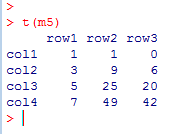 >
> t(m5)
     row1 row2 row3
col1    1    1    0
col2    3    9    6
col3    5   25   20
col4    7   49   42
>